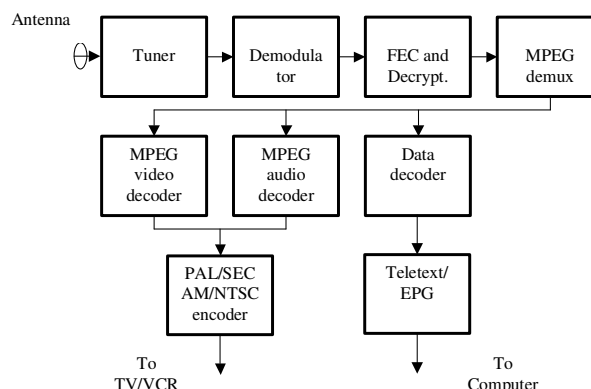 Antenna
Tuner
Demodula
tor
FEC and
Decrypt.
MPEG
demux
MPEG
video
decoder
MPEG
audio
decoder
Data
decoder
PAL/SEC
AM/NTSC
encoder
Teletext/
EPG
To
TV/VCR
To
Computer